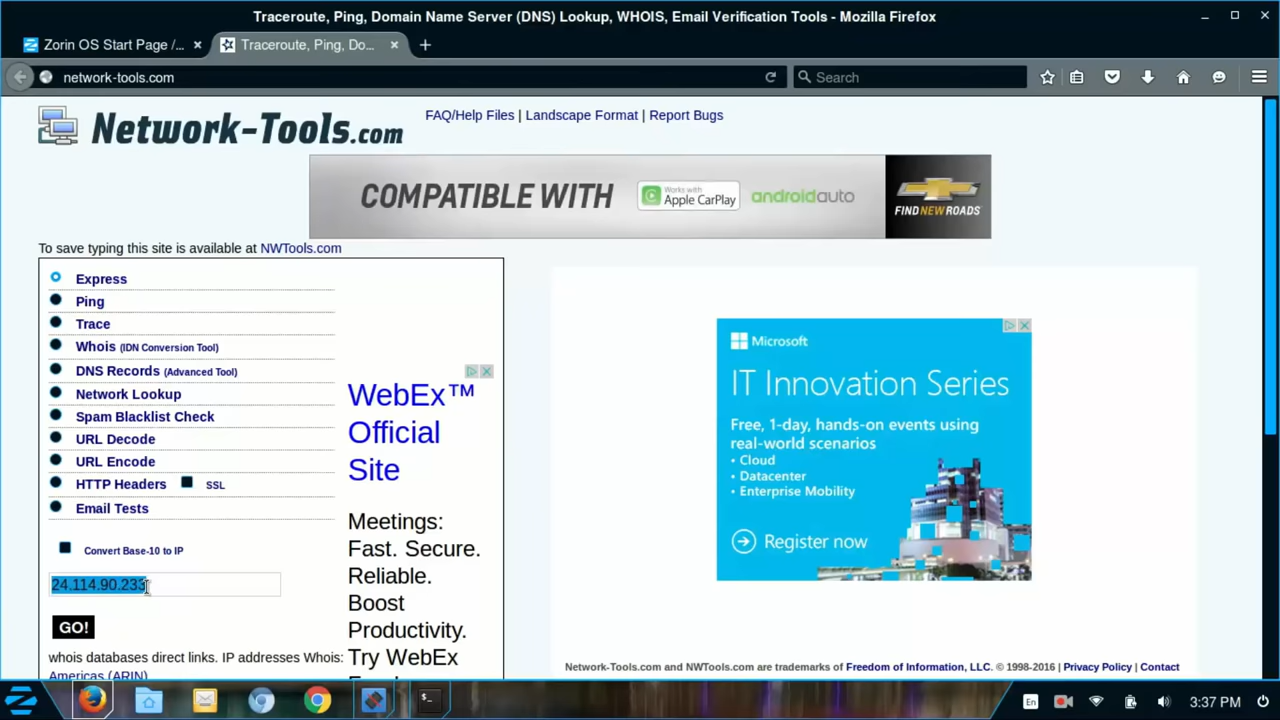 Traceroute, Ping, Domain Name Server (DNS) Lookup, WHOIS, Email Verification Tools - Mozilla Firefox
Zorin OS Start Page /...
Traceroute, Ping, Do...
network-tools.com
Search
Network-Tools.com
FAQ/Help Files | Landscape Format | Report Bugs
COMPATIBLE WITH
Works with
Apple CarPlay
androidauto
FIND NEW ROADS
To save typing this site is available at NWTools.com
Express
Ping
Trace
Whois (IDN Conversion Tool)
DNS Records (Advanced Tool)
Network Lookup
Spam Blacklist Check
URL Decode
URL Encode
HTTP Headers SSL
Email Tests
Convert Base-10 to IP
24.114.90.233
GO!
whois databases direct links. IP addresses Whois:
Americas (ARIN)
WebEx™
Official
Site
Meetings:
Fast. Secure.
Reliable.
Boost
Productivity.
Try WebEx
Microsoft
IT Innovation Series
Free, 1-day, hands-on events using
real-world scenarios
• Cloud
• Datacenter
• Enterprise Mobility
Register now
Network-Tools.com and NWTools.com are trademarks of Freedom of Information, LLC. © 1998-2016 | Privacy Policy | Contact
En
3:37 PM